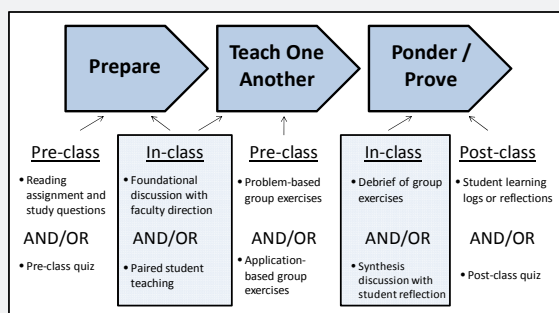 Prepare
Teach One
Another
Ponder /
Prove
Pre-class
• Reading
assignment and
study questions
AND/OR
• Pre-class quiz
In-class
• Foundational
discussion with
faculty direction
AND/OR
• Paired student
teaching
Pre-class
• Problem-based
group exercises
AND/OR
• Application-
based group
exercises
In-class
• Debrief of group
exercises
AND/OR
• Synthesis
discussion with
student reflection
Post-class
• Student learning
logs or reflections
AND/OR
• Post-class quiz